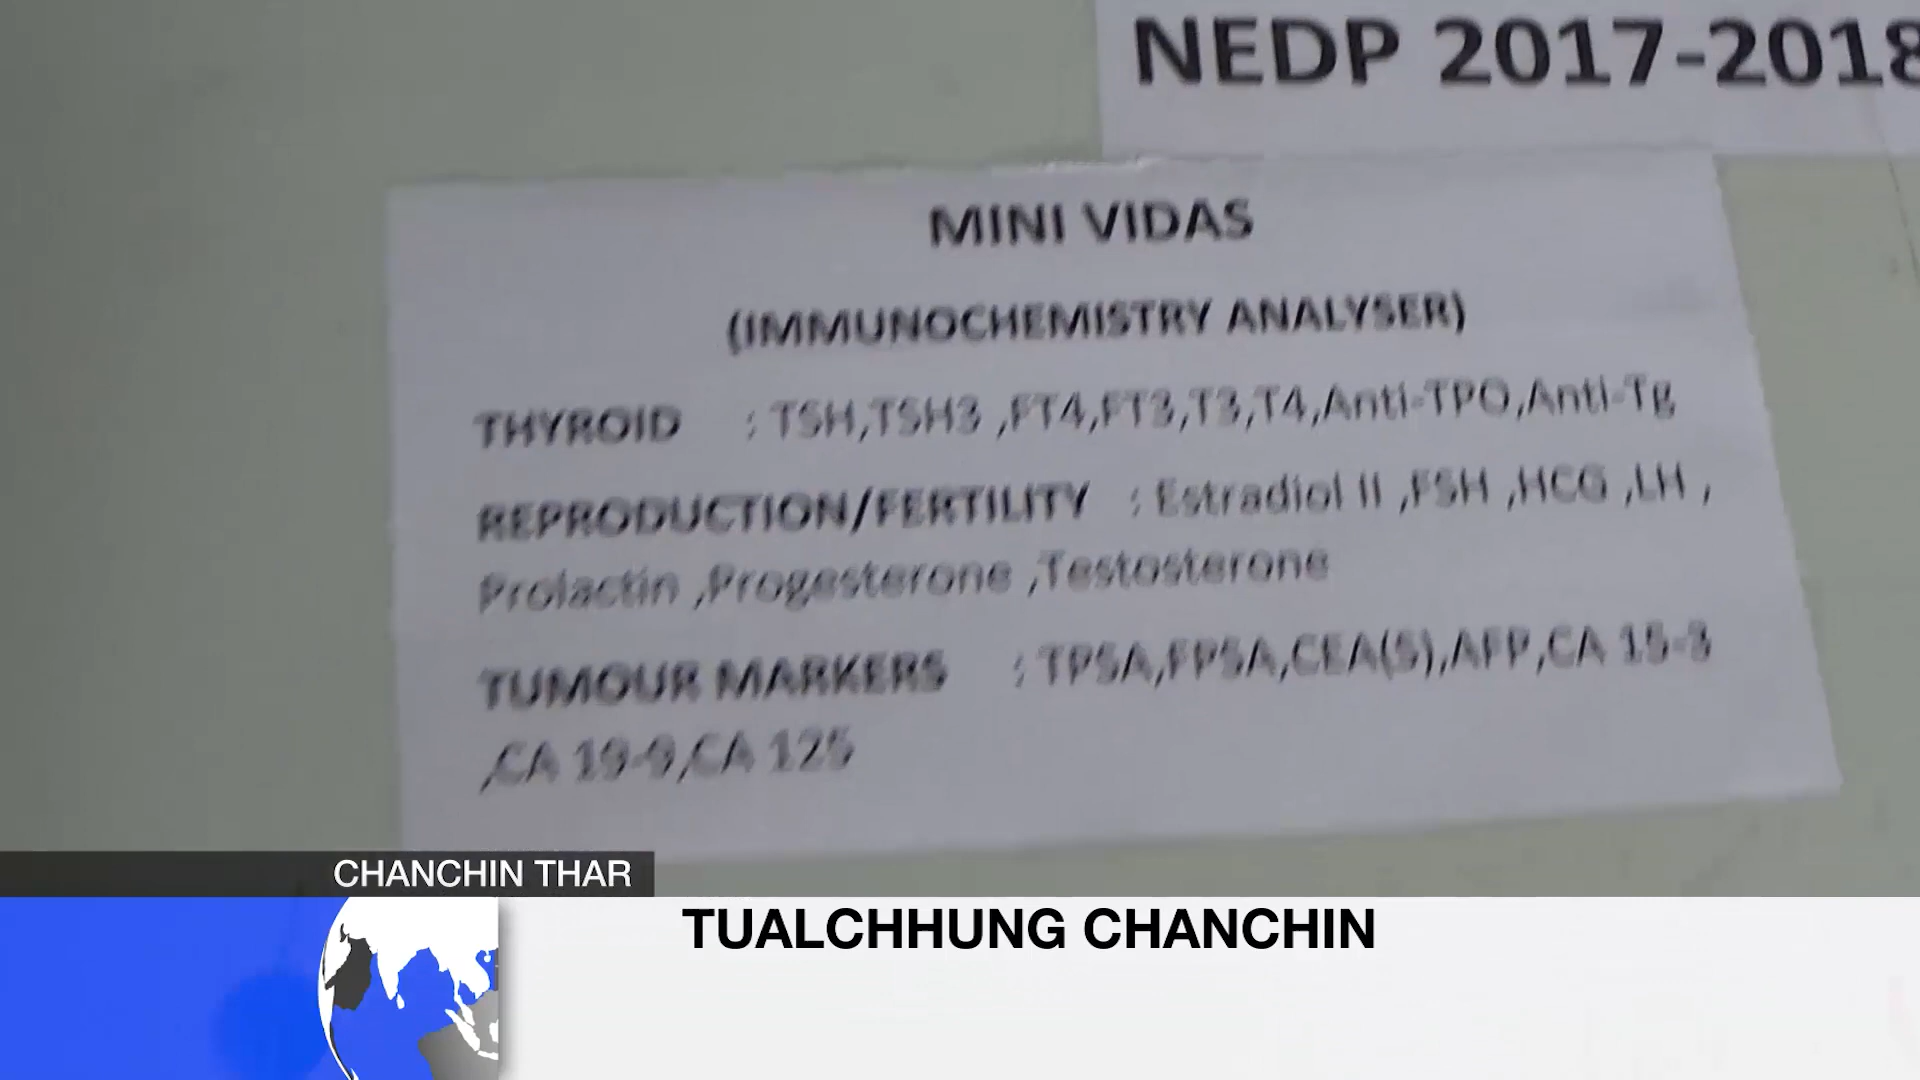 NEDP 2017-2018
MINI VIDAS
(IMMUNOCHEMISTRY ANALYSER)
THYROID : TSH,TSH3 ,FT4,FT3,T3,T4,Anti-TPO,Anti-Tg
REPRODUCTION/FERTILITY : Estradiol II ,FSH ,HCG ,LH ,
Prolactin ,Progesterone ,Testosterone
TUMOUR MARKERS : TPSA,FPSA,CEA(S),AFP,CA 15-3
,CA 19-9,CA 125
CHANCHIN THAR
TUALCHHUNG CHANCHIN